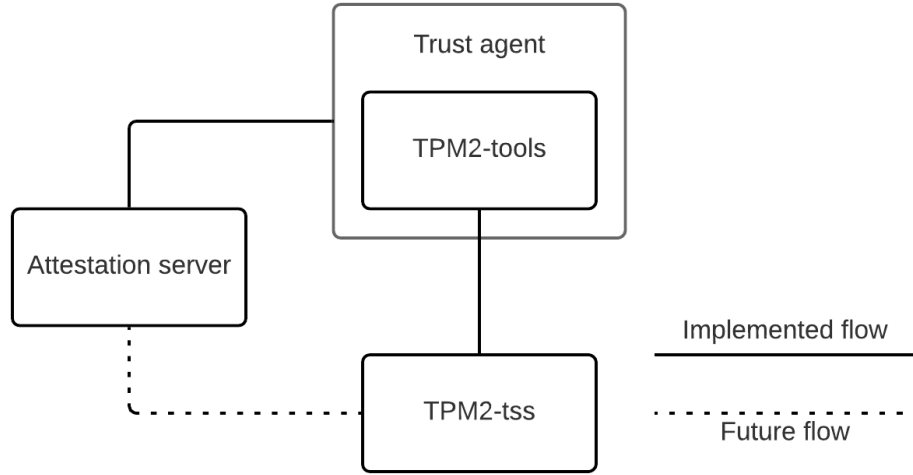 Trust agent
TPM2-tools
Attestation server
Implemented flow
TPM2-tss
Future flow